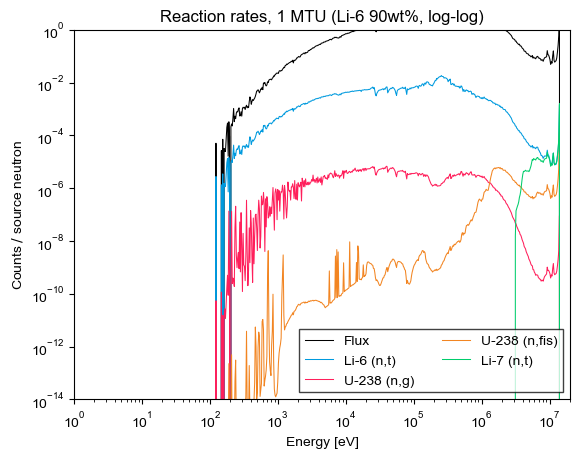 Reaction rates, 1 MTU (Li-6 90wt%, log-log)
Counts / source neutron
10^0
10^-2
10^-4
10^-6
10^-8
10^-10
10^-12
10^-14
Flux
Li-6 (n,t)
U-238 (n,g)
U-238 (n,fis)
Li-7 (n,t)
10^0 10^1 10^2 10^3 10^4 10^5 10^6 10^7
Energy [eV]